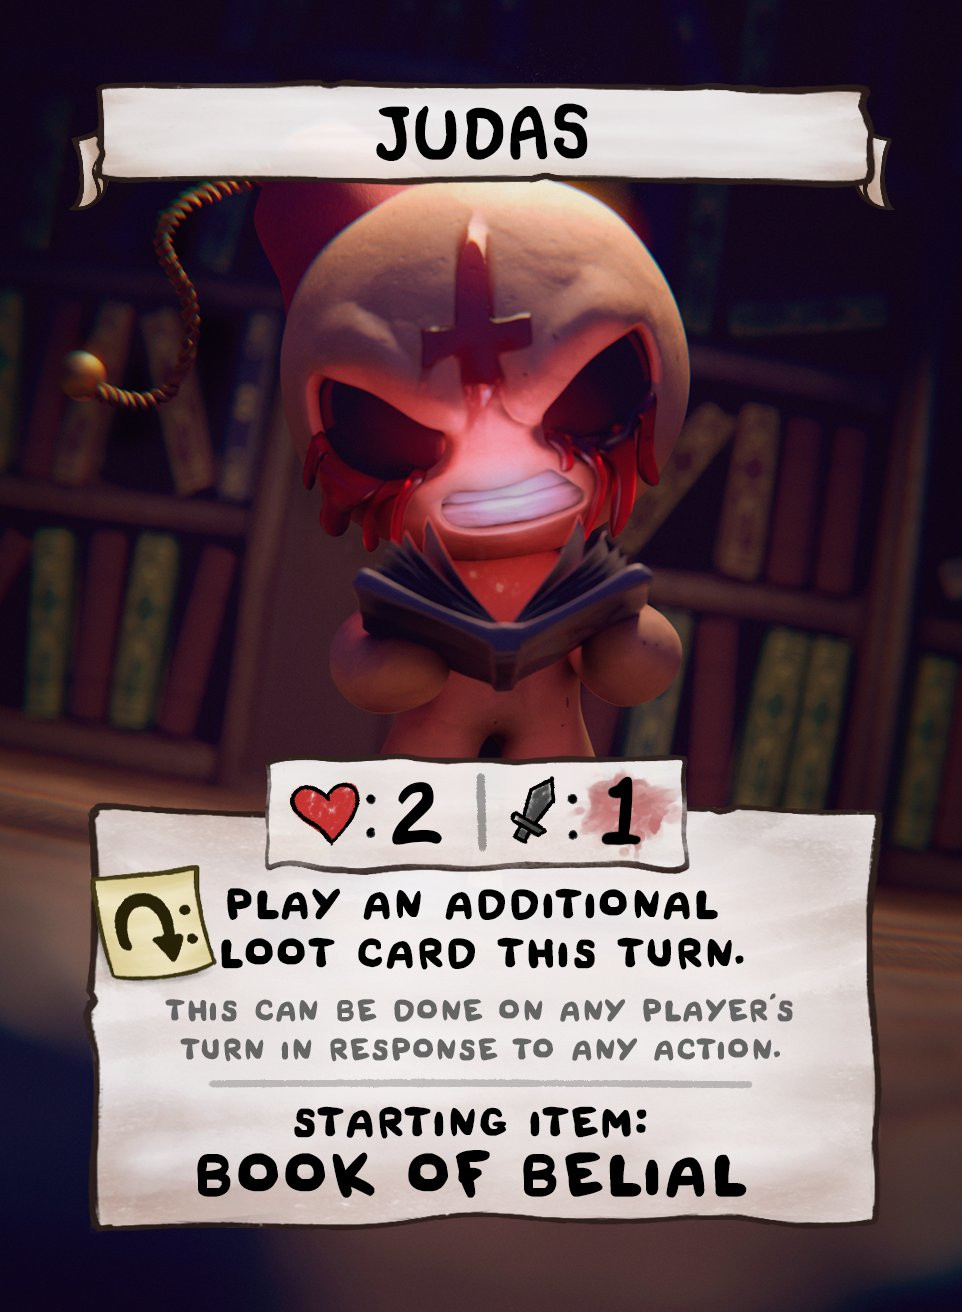 JUDAS
: 2 | : 1
: PLAY AN ADDITIONAL
LOOT CARD THIS TURN.
THIS CAN BE DONE ON ANY PLAYER'S
TURN IN RESPONSE TO ANY ACTION.
STARTING ITEM:
BOOK OF BELIAL